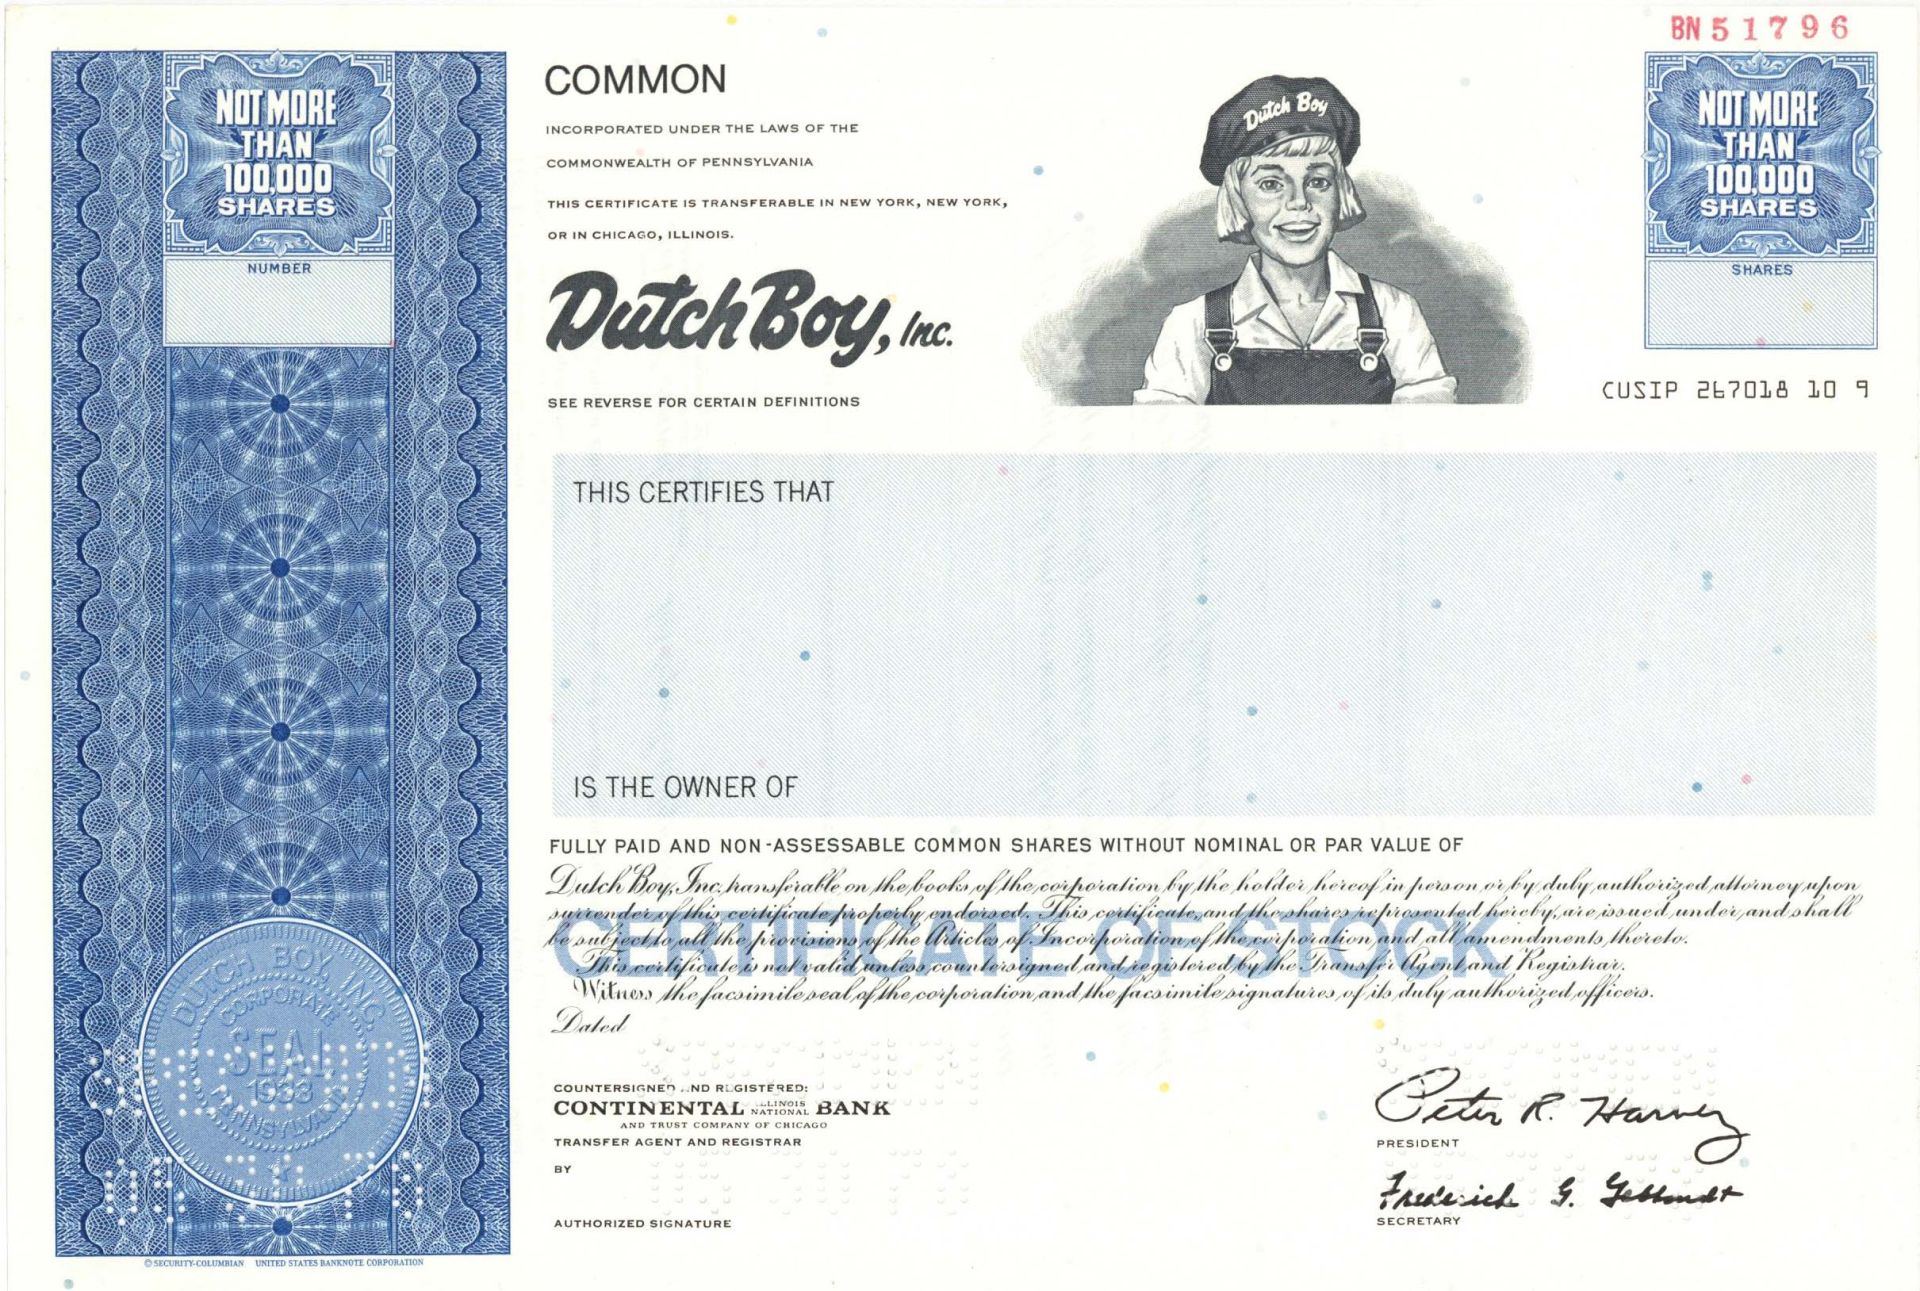 BN 51796
NOT MORE
THAN
100,000
SHARES
NUMBER
COMMON
INCORPORATED UNDER THE LAWS OF THE
COMMONWEALTH OF PENNSYLVANIA
THIS CERTIFICATE IS TRANSFERABLE IN NEW YORK, NEW YORK,
OR IN CHICAGO, ILLINOIS.
Dutch Boy, Inc.
SEE REVERSE FOR CERTAIN DEFINITIONS
Dutch Boy
NOT MORE
THAN
100,000
SHARES
SHARES
CUSIP 267018 10 9
THIS CERTIFIES THAT
IS THE OWNER OF
FULLY PAID AND NON-ASSESSABLE COMMON SHARES WITHOUT NOMINAL OR PAR VALUE OF
Dutch Boy, Inc. transferable on the books of the corporation by the holder hereof in person or by duly authorized attorney upon
surrender of this certificate properly endorsed. This certificate, and the shares represented hereby, are issued under and shall
be subject to all the provisions of the Articles of Incorporation of the corporation and all amendments thereto.
This certificate is not valid unless countersigned and registered by the Transfer Agent and Registrar.
Witness the facsimile seal of the corporation and the facsimile signatures of its duly authorized officers.
CERTIFICATE OF STOCK
Dated
DUTCH BOY, INC.
CORPORATE
SEAL
1933
PENNSYLVANIA
COUNTERSIGNED AND REGISTERED:
CONTINENTAL ILLINOIS NATIONAL BANK
AND TRUST COMPANY OF CHICAGO
TRANSFER AGENT AND REGISTRAR
BY
AUTHORIZED SIGNATURE
Peter R. Harvey
PRESIDENT
Frederick G. Gebhardt
SECRETARY
© SECURITY-COLUMBIAN UNITED STATES BANKNOTE CORPORATION